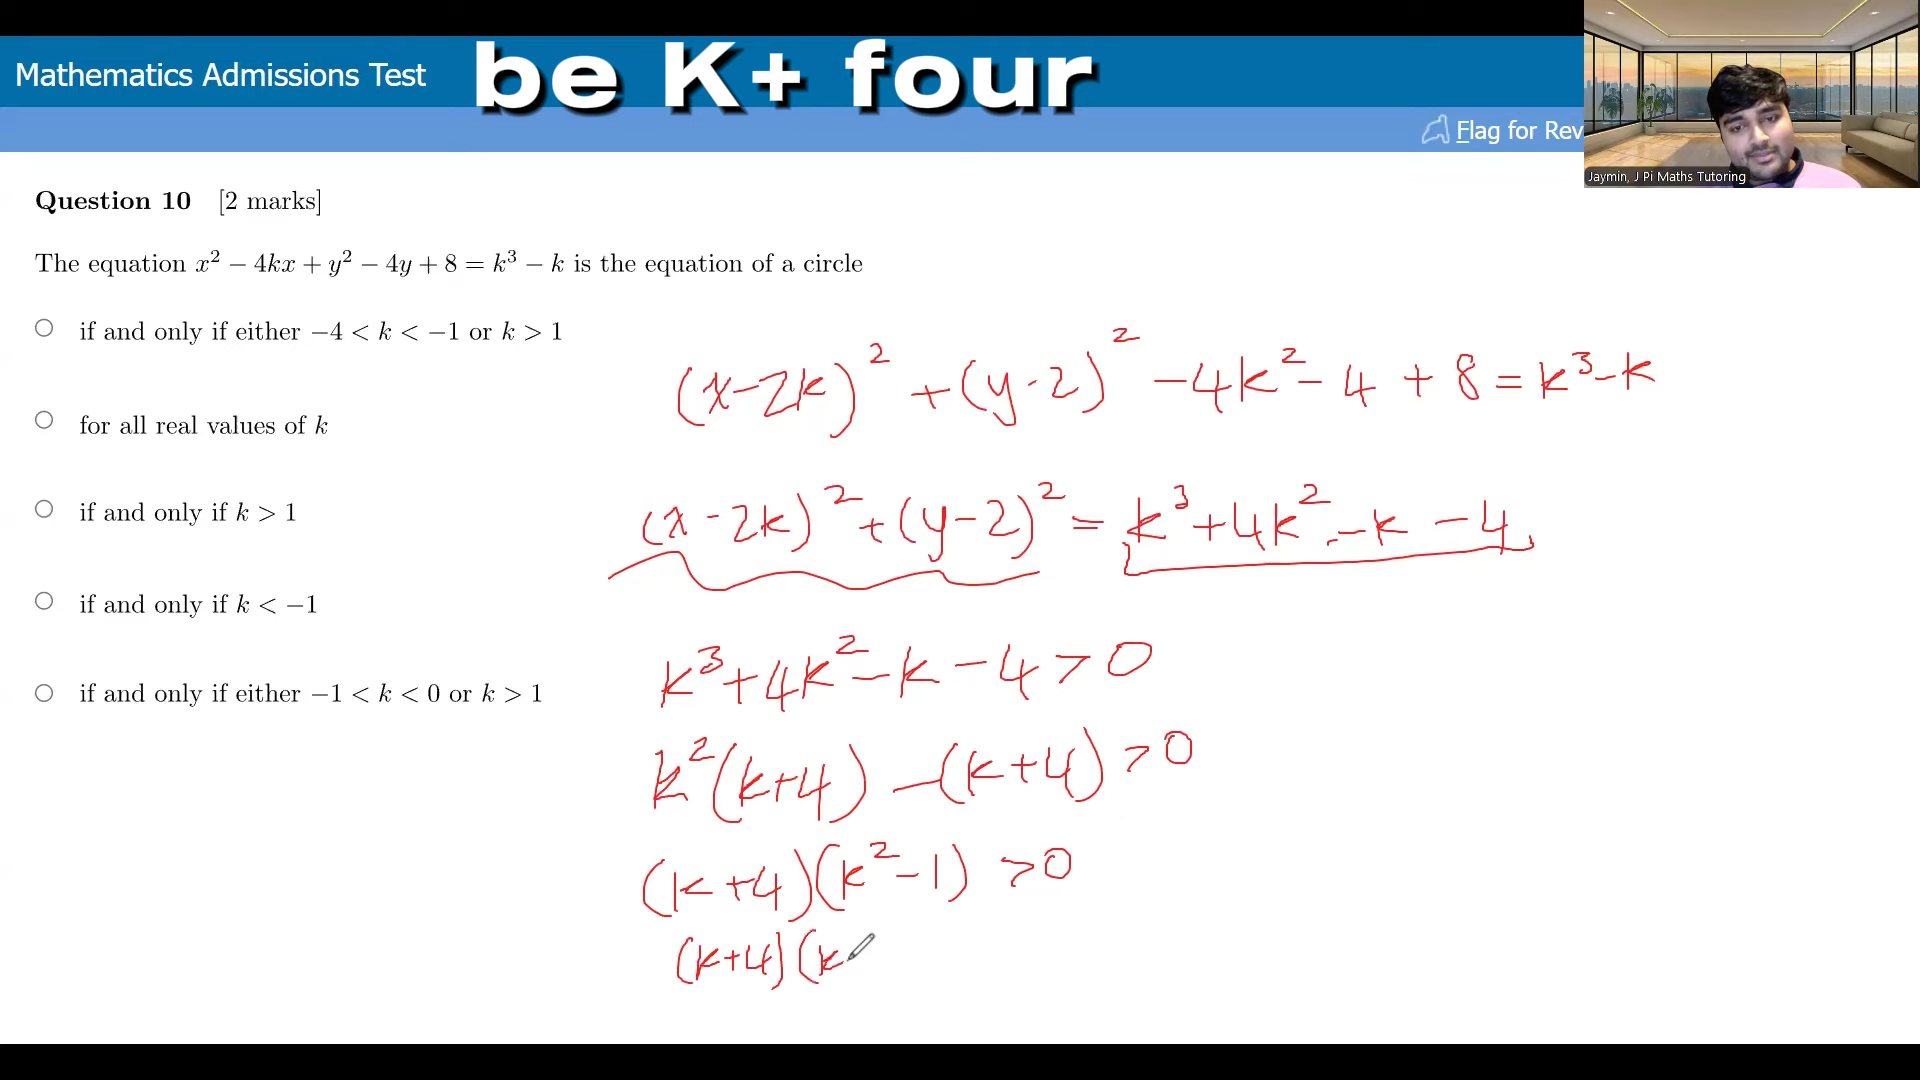 be K+ four
Mathematics Admissions Test
Flag for Rev
Jaymin, J Pi Maths Tutoring
Question 10 [2 marks]
The equation x² − 4kx + y² − 4y + 8 = k³ − k is the equation of a circle
if and only if either −4 < k < −1 or k > 1
for all real values of k
if and only if k > 1
if and only if k < −1
if and only if either −1 < k < 0 or k > 1
(x-2k)² + (y-2)² - 4k² - 4 + 8 = k³ - k
(x-2k)² + (y-2)² = k³ + 4k² - k - 4
k³ + 4k² - k - 4 > 0
k²(k+4) - (k+4) > 0
(k+4)(k²-1) > 0
(k+4)(k